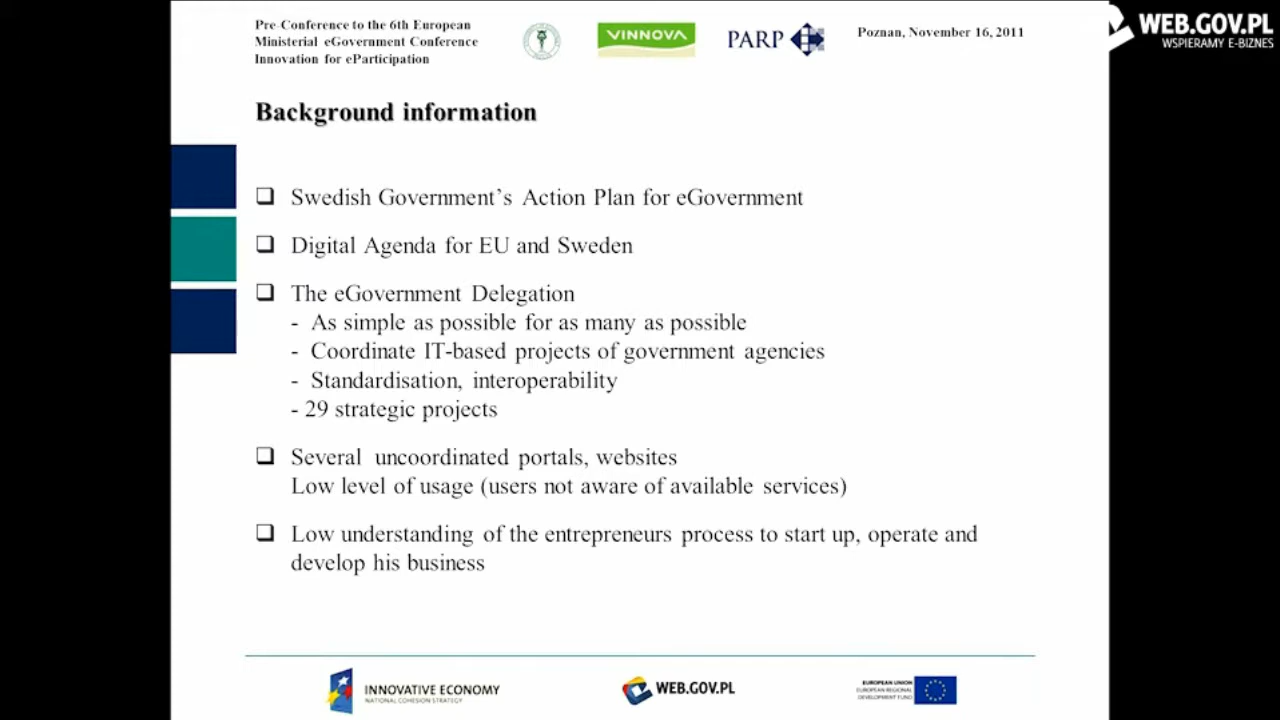 Pre-Conference to the 6th European
Ministerial eGovernment Conference
Innovation for eParticipation
VINNOVA
PARP
Poznan, November 16, 2011
WEB.GOV.PL
WSPIERAMY E-BIZNES
Background information
Swedish Government's Action Plan for eGovernment
Digital Agenda for EU and Sweden
The eGovernment Delegation
- As simple as possible for as many as possible
- Coordinate IT-based projects of government agencies
- Standardisation, interoperability
- 29 strategic projects
Several uncoordinated portals, websites
Low level of usage (users not aware of available services)
Low understanding of the entrepreneurs process to start up, operate and
develop his business
INNOVATIVE ECONOMY
NATIONAL COHESION STRATEGY
WEB.GOV.PL
EUROPEAN UNION
EUROPEAN REGIONAL
DEVELOPMENT FUND